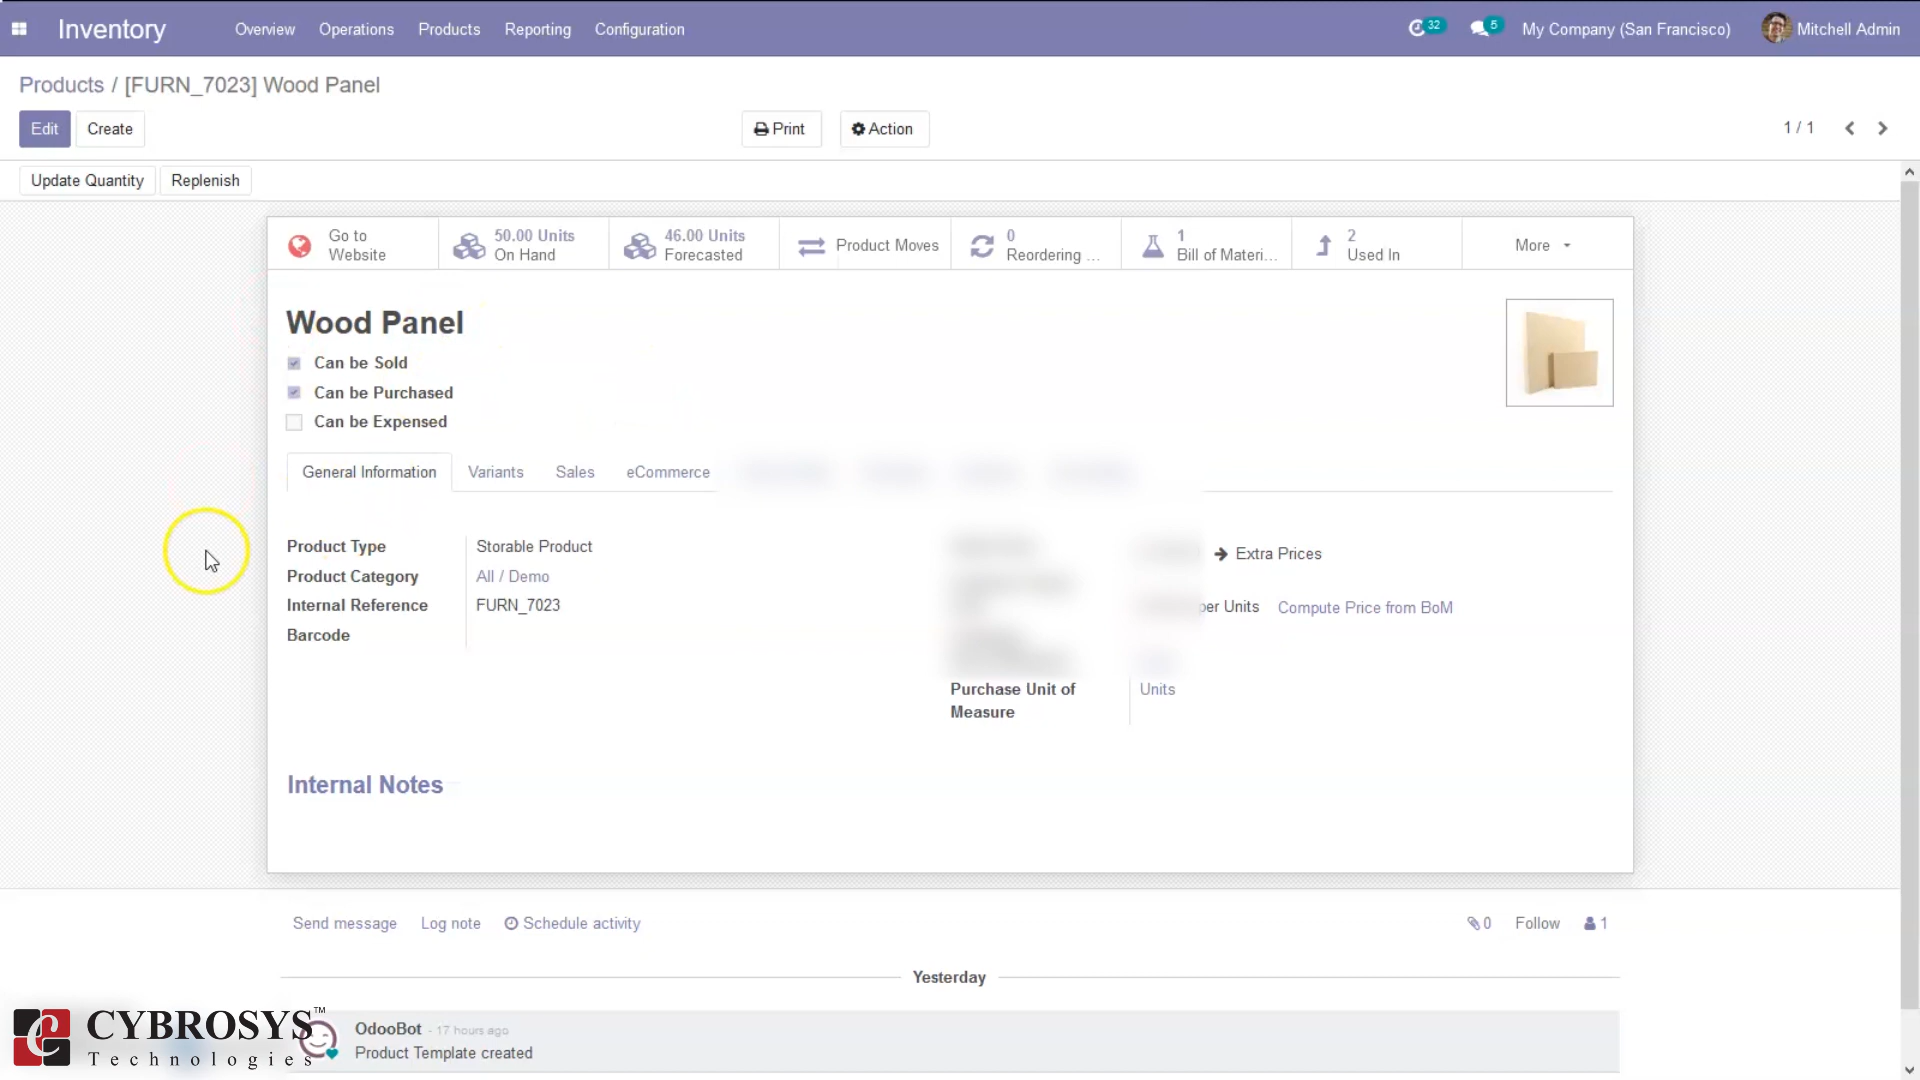 Inventory Overview Operations Products Reporting Configuration 32 5 My Company (San Francisco) Mitchell Admin
Products / [FURN_7023] Wood Panel
Edit Create Print Action 1 / 1
Update Quantity Replenish
Go to Website
50.00 Units On Hand
46.00 Units Forecasted
Product Moves
0 Reordering ...
1 Bill of Materi...
2 Used In
More
Wood Panel
Can be Sold
Can be Purchased
Can be Expensed
General Information Variants Sales eCommerce
Product Type Storable Product
Product Category All / Demo
Internal Reference FURN_7023
Barcode
Extra Prices
per Units Compute Price from BoM
Purchase Unit of Measure Units
Internal Notes
Send message Log note Schedule activity 0 Follow 1
Yesterday
OdooBot - 17 hours ago
Product Template created
CYBROSYS™
Technologies